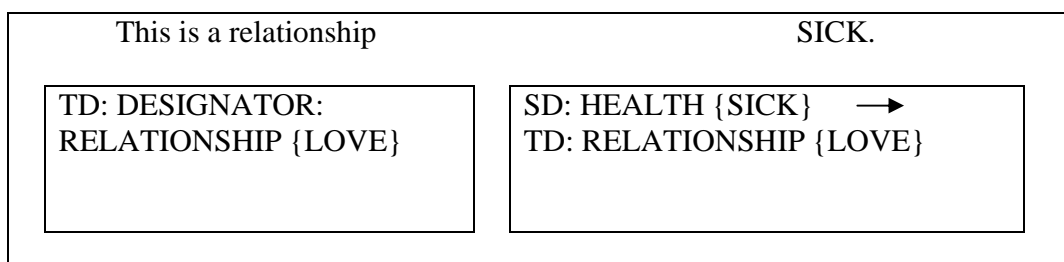 This is a relationship SICK.
TD: DESIGNATOR:
RELATIONSHIP {LOVE}
SD: HEALTH {SICK} →
TD: RELATIONSHIP {LOVE}